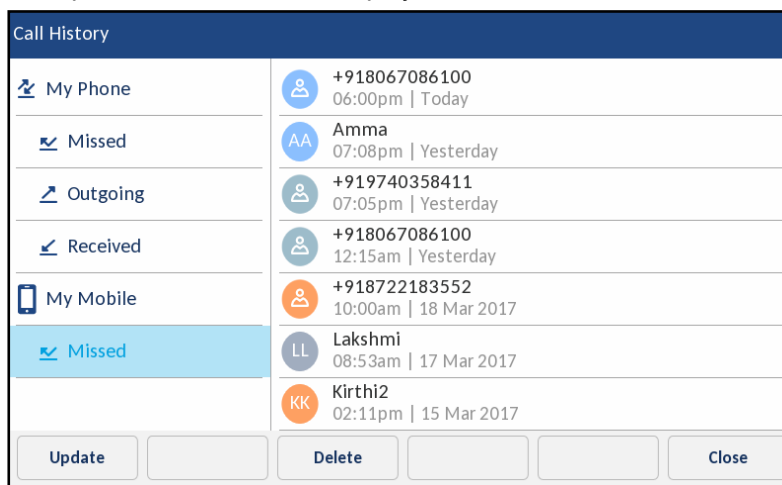 Call History
My Phone
Missed
Outgoing
Received
My Mobile
Missed
+918067086100
06:00pm | Today
AA
Amma
07:08pm | Yesterday
+919740358411
07:05pm | Yesterday
+918067086100
12:15am | Yesterday
+918722183552
10:00am | 18 Mar 2017
LL
Lakshmi
08:53am | 17 Mar 2017
KK
Kirthi2
02:11pm | 15 Mar 2017
Update
Delete
Close